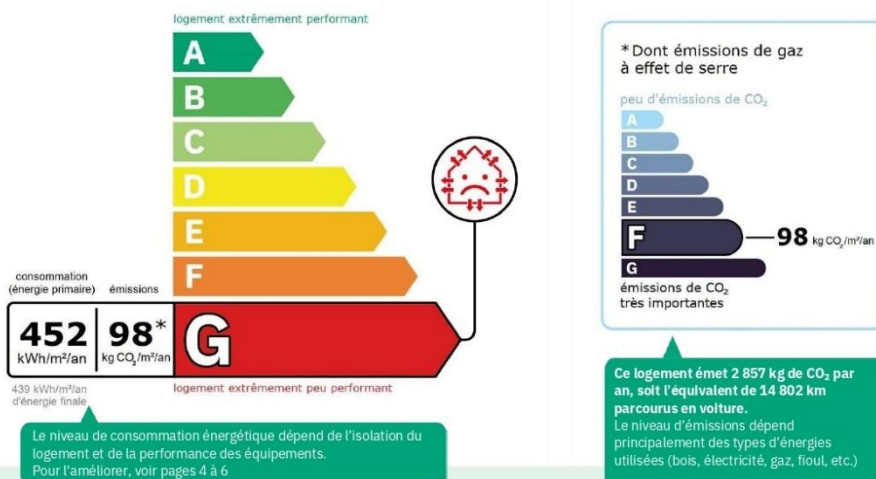 logement extrêmement performant
A
B
C
D
E
F
consommation
(énergie primaire) émissions
452 98*
kWh/m²/an kg CO₂/m²/an
G
439 kWh/m²/an
d'énergie finale
logement extrêmement peu performant
Le niveau de consommation énergétique dépend de l'isolation du
logement et de la performance des équipements.
Pour l'améliorer, voir pages 4 à 6
*Dont émissions de gaz
à effet de serre
peu d'émissions de CO₂
A
B
C
D
E
F 98 kg CO₂/m²/an
G
émissions de CO₂
très importantes
Ce logement émet 2 857 kg de CO₂ par
an, soit l'équivalent de 14 802 km
parcourus en voiture.
Le niveau d'émissions dépend
principalement des types d'énergies
utilisées (bois, électricité, gaz, fioul, etc.)